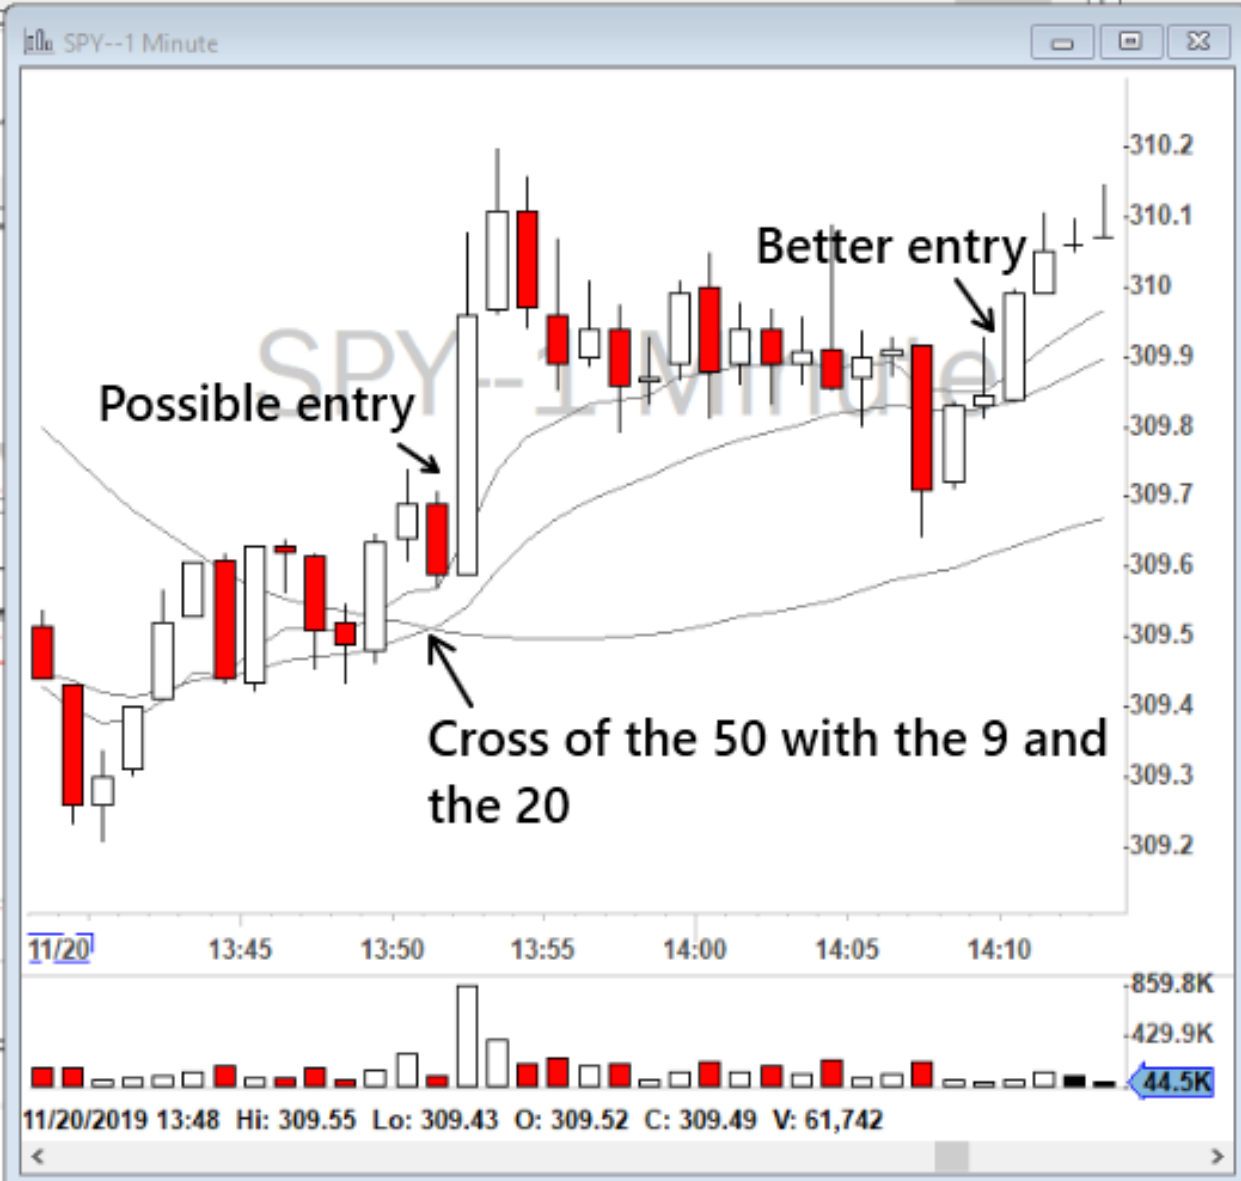 SPY--1 Minute
310.2
310.1
Better entry
310
SPY--1 Minute
309.9
Possible entry
309.8
309.7
309.6
309.5
309.4
Cross of the 50 with the 9 and
the 20
309.3
309.2
11/20 13:45 13:50 13:55 14:00 14:05 14:10
859.8K
429.9K
44.5K
11/20/2019 13:48 Hi: 309.55 Lo: 309.43 O: 309.52 C: 309.49 V: 61,742